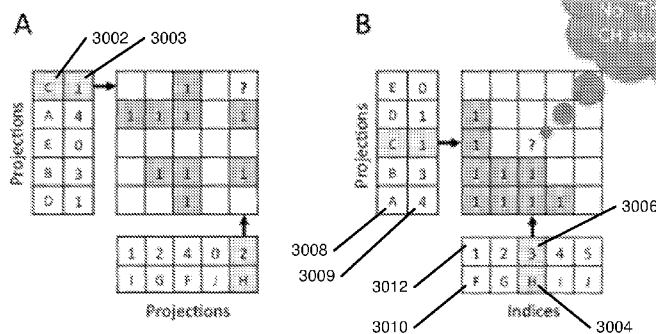 A
3002
3003
Projections
C 1 1 ?
A 4 1 1 1 1
E 0
B 3 1 1 1
D 1 1
1 2 4 0 2
I G F J H
Projections
B
Projections
E 0
D 1 1
C 1 1 ?
B 3 1 1 1
A 4 1 1 1 1
3006
3008
3009
3012
1 2 3 4 5
3010
F G H I J
3004
Indices